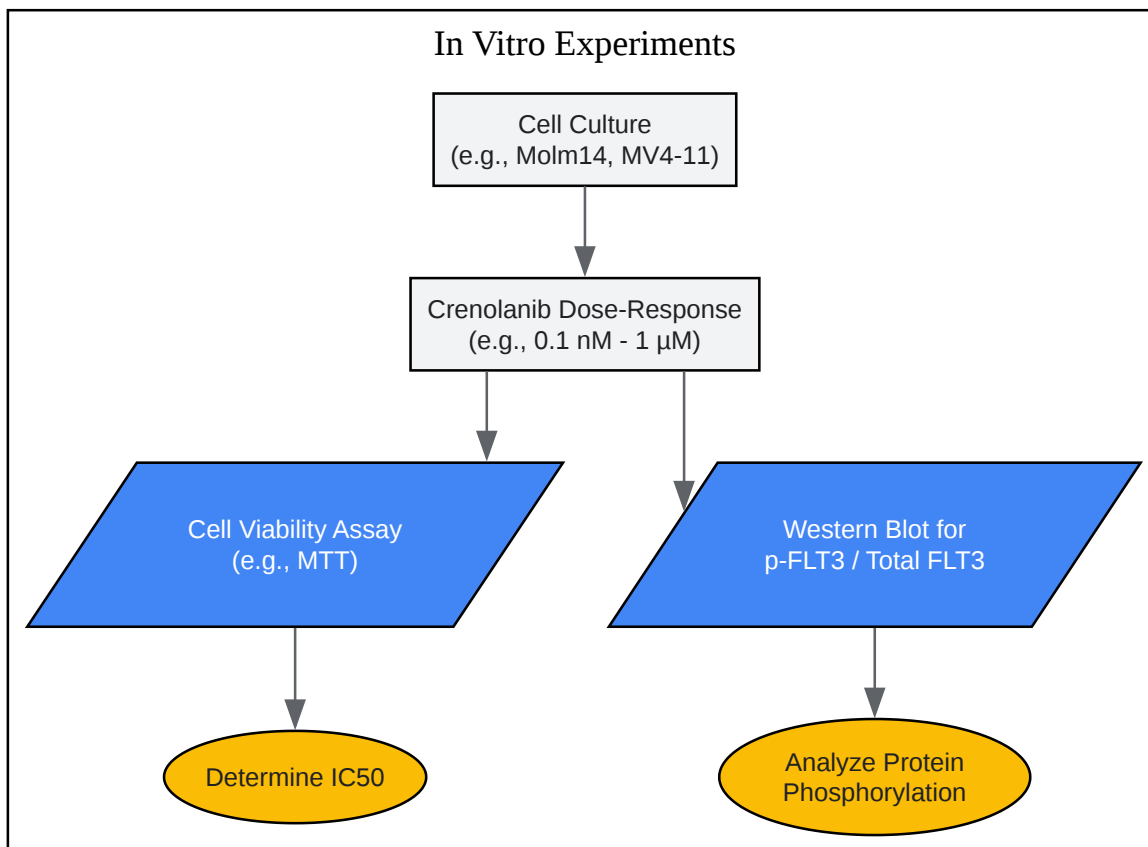 In Vitro Experiments
Cell Culture
(e.g., Molm14, MV4-11)
Crenolanib Dose-Response
(e.g., 0.1 nM - 1 µM)
Cell Viability Assay
(e.g., MTT)
Western Blot for
p-FLT3 / Total FLT3
Determine IC50
Analyze Protein
Phosphorylation